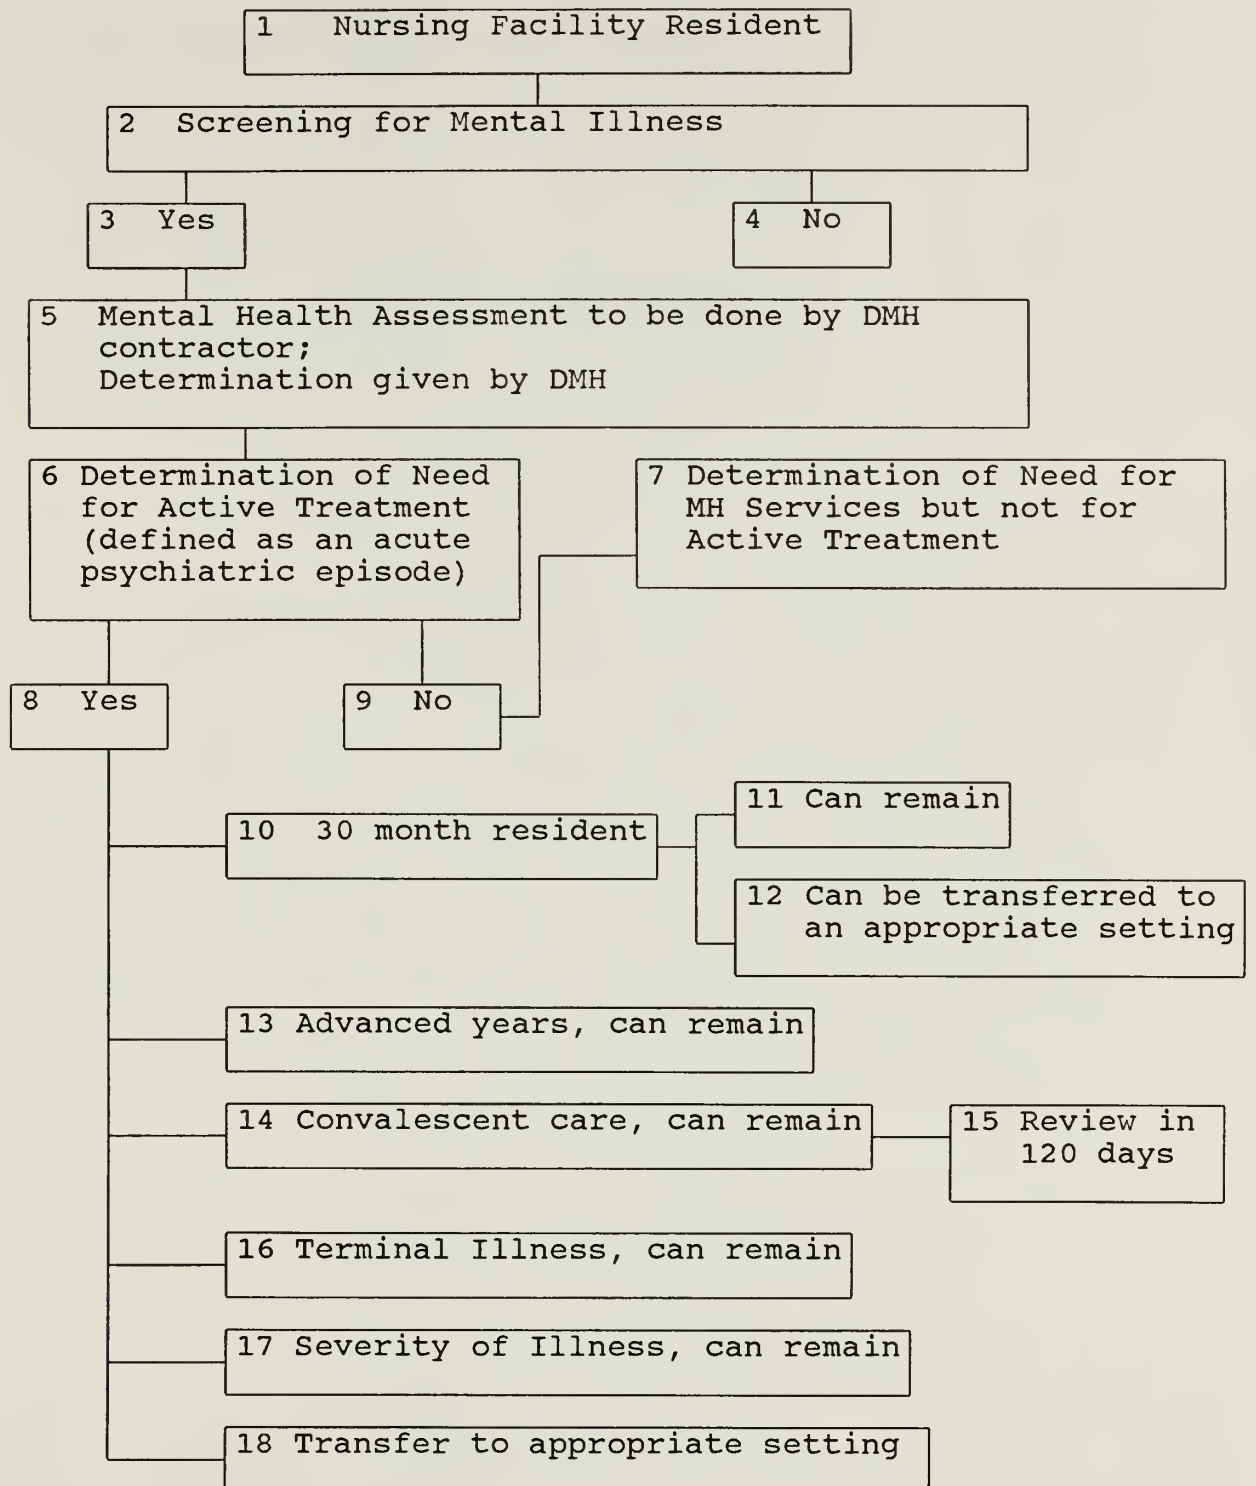 1 Nursing Facility Resident
2 Screening for Mental Illness
3 Yes
4 No
5 Mental Health Assessment to be done by DMH
contractor;
Determination given by DMH
6 Determination of Need
for Active Treatment
(defined as an acute
psychiatric episode)
7 Determination of Need for
MH Services but not for
Active Treatment
8 Yes
9 No
10 30 month resident
11 Can remain
12 Can be transferred to
an appropriate setting
13 Advanced years, can remain
14 Convalescent care, can remain
15 Review in
120 days
16 Terminal Illness, can remain
17 Severity of Illness, can remain
18 Transfer to appropriate setting